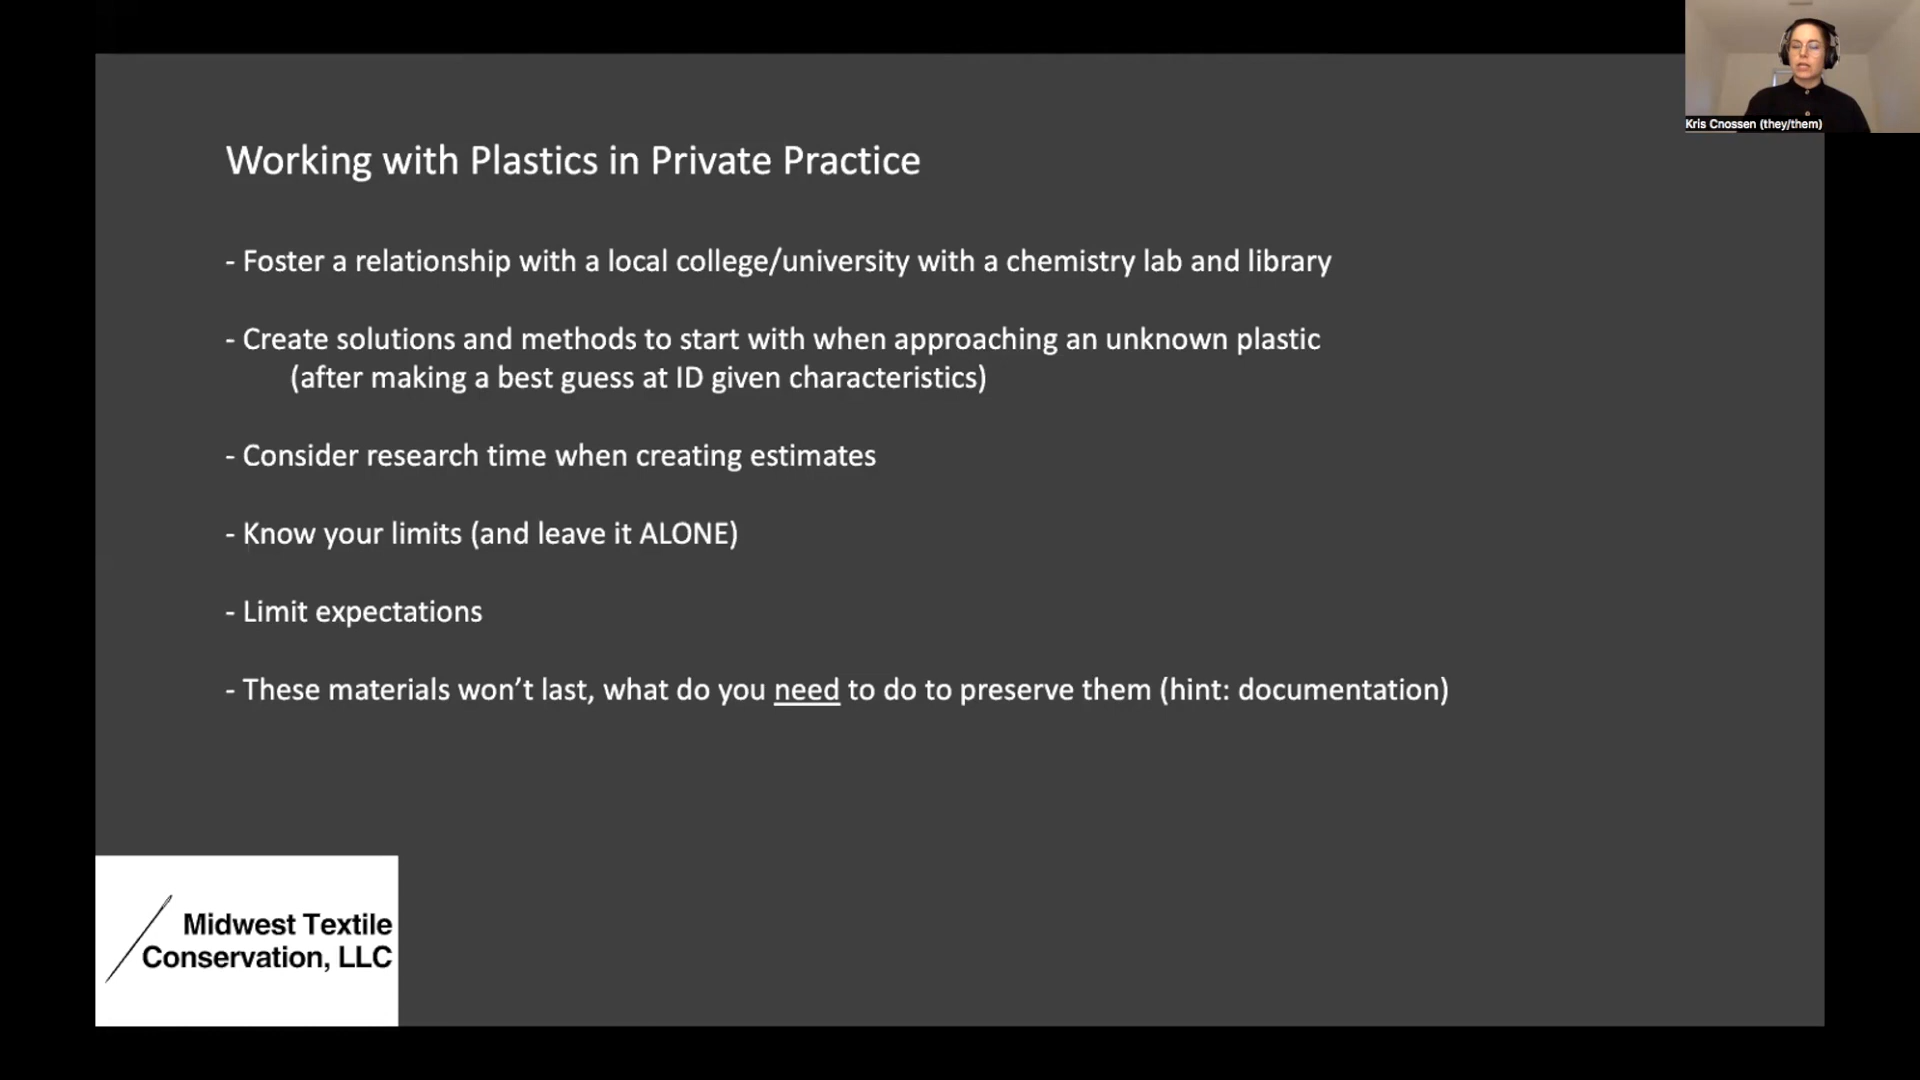 Kris Cnossen (they/them)
Working with Plastics in Private Practice
- Foster a relationship with a local college/university with a chemistry lab and library
- Create solutions and methods to start with when approaching an unknown plastic
(after making a best guess at ID given characteristics)
- Consider research time when creating estimates
- Know your limits (and leave it ALONE)
- Limit expectations
- These materials won’t last, what do you need to do to preserve them (hint: documentation)
Midwest Textile
Conservation, LLC